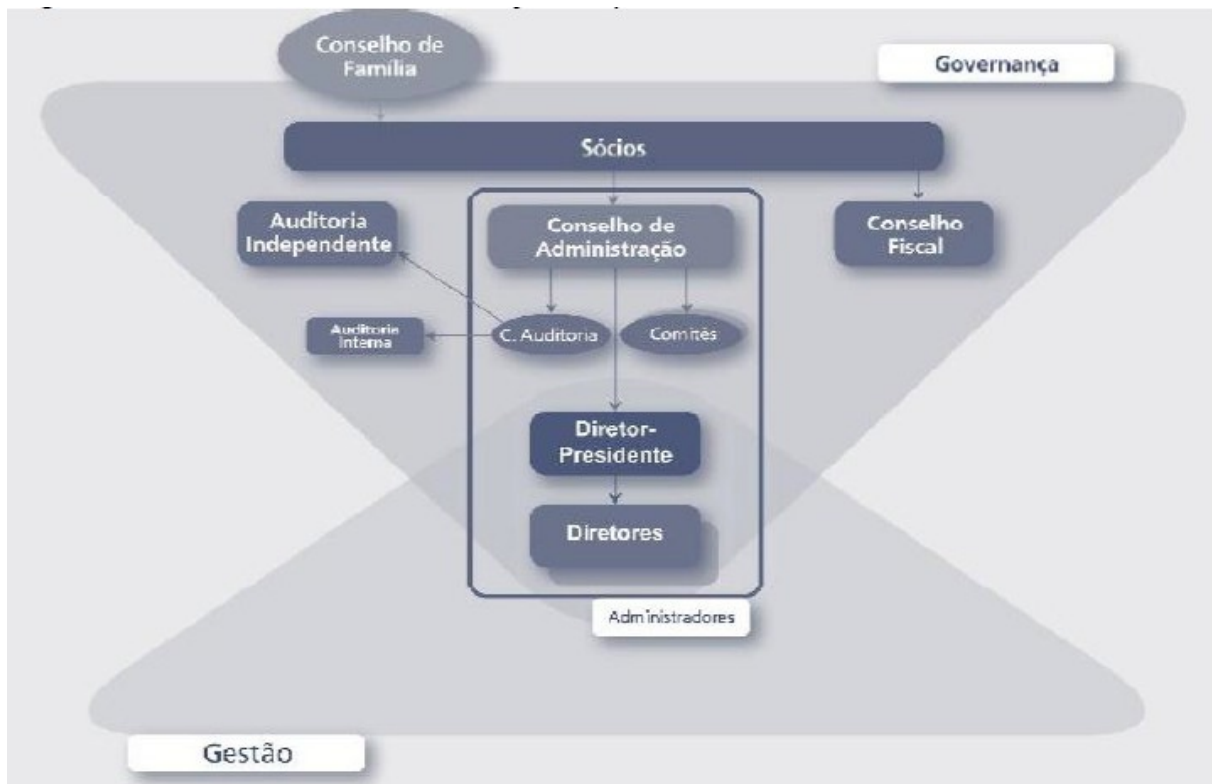 Conselho de
Família
Governança
Sócios
Auditoria
Independente
Conselho de
Administração
Conselho
Fiscal
Auditoria
Interna
C. Auditoria
Comitês
Diretor-
Presidente
Diretores
Administradores
Gestão